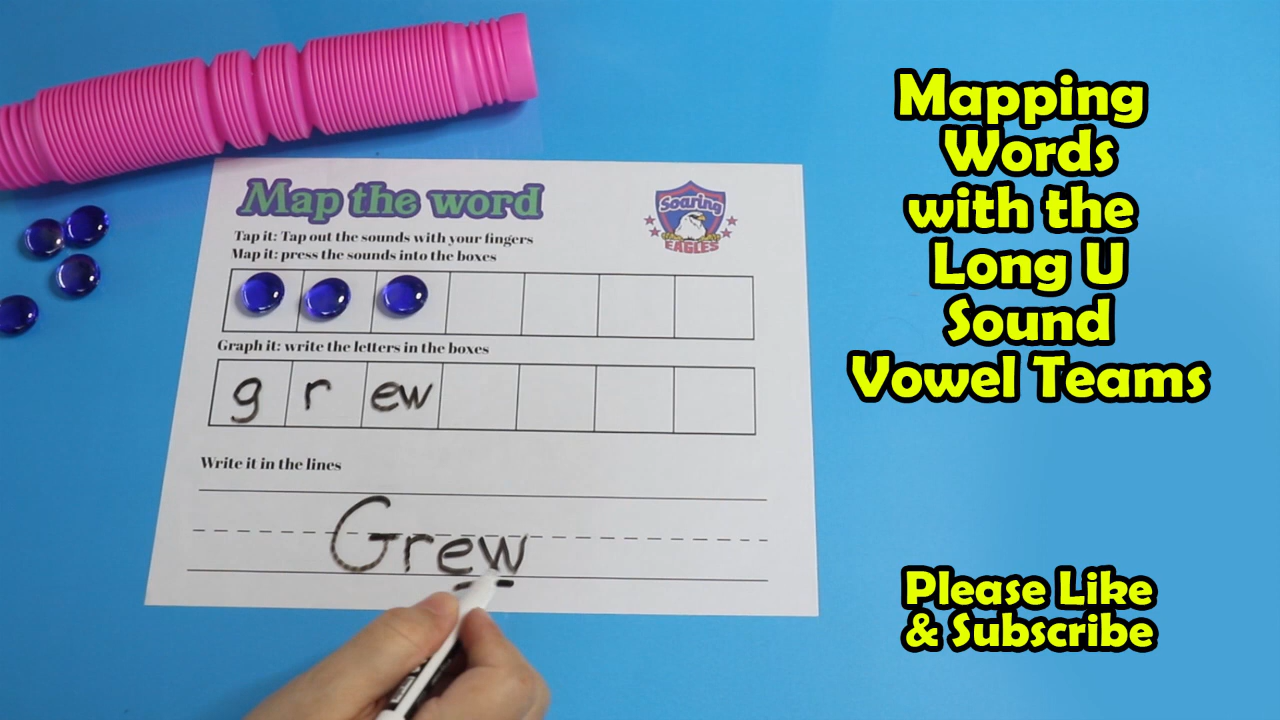 Map the word
Soaring
EAGLES
Tap it: Tap out the sounds with your fingers
Map it: press the sounds into the boxes
Graph it: write the letters in the boxes
g r ew
Write it in the lines
Grew
Mapping
Words
with the
Long U
Sound
Vowel Teams
Please Like
& Subscribe